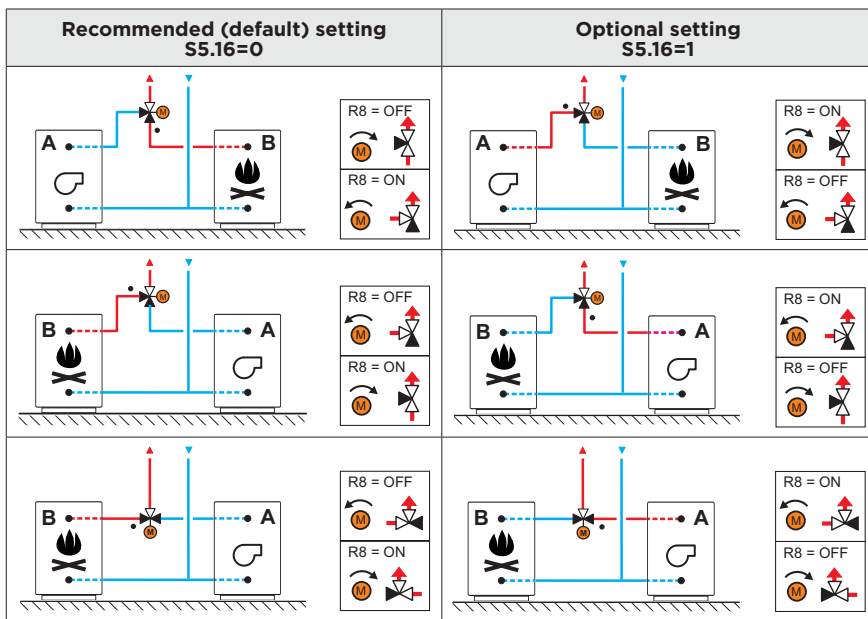 Recommended (default) setting
S5.16=0
Optional setting
S5.16=1
A
M
B
R8 = OFF
M
R8 = ON
M
A
M
B
R8 = ON
M
R8 = OFF
M
B
M
A
R8 = OFF
M
R8 = ON
M
B
M
A
R8 = ON
M
R8 = OFF
M
B
M
A
R8 = OFF
M
R8 = ON
M
B
M
A
R8 = ON
M
R8 = OFF
M